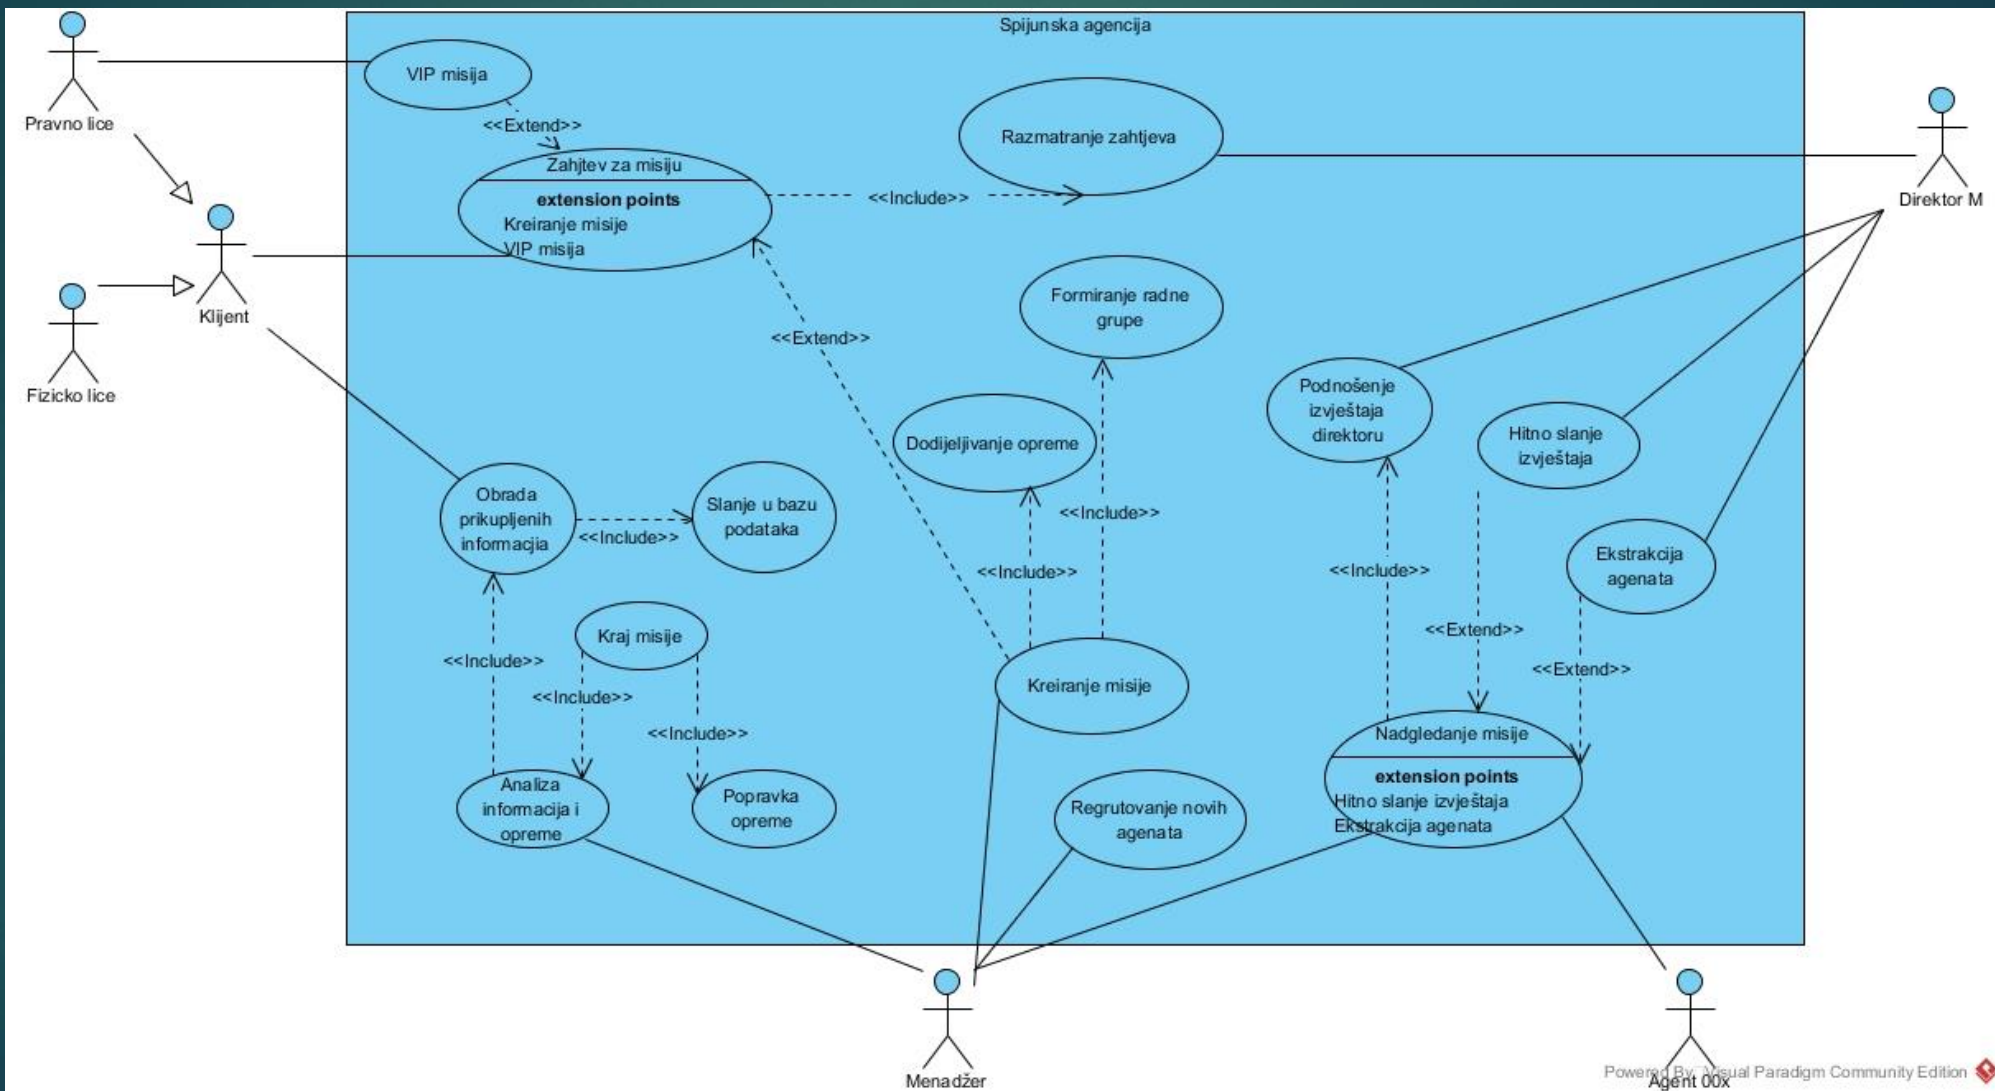 Spijunska agencija
Pravno lice
VIP misija
<<Extend>>
Zahjtev za misiju
extension points
Kreiranje misije
VIP misija
<<Include>>
Razmatranje zahtjeva
Direktor M
Klijent
Fizicko lice
<<Extend>>
Formiranje radne
grupe
Dodijeljivanje opreme
<<Include>>
<<Include>>
Podnošenje
izvještaja
direktoru
Hitno slanje
izvještaja
Ekstrakcija
agenata
Obrada
prikupljenih
informacjia
<<Include>>
Slanje u bazu
podataka
<<Include>>
<<Extend>>
<<Extend>>
Kraj misije
<<Include>>
<<Include>>
<<Include>>
Kreiranje misije
Nadgledanje misije
extension points
Hitno slanje izvještaja
Ekstrakcija agenata
Analiza
informacija i
opreme
Popravka
opreme
Regrutovanje novih
agenata
Menadžer
Agent 00x
Powered By Visual Paradigm Community Edition